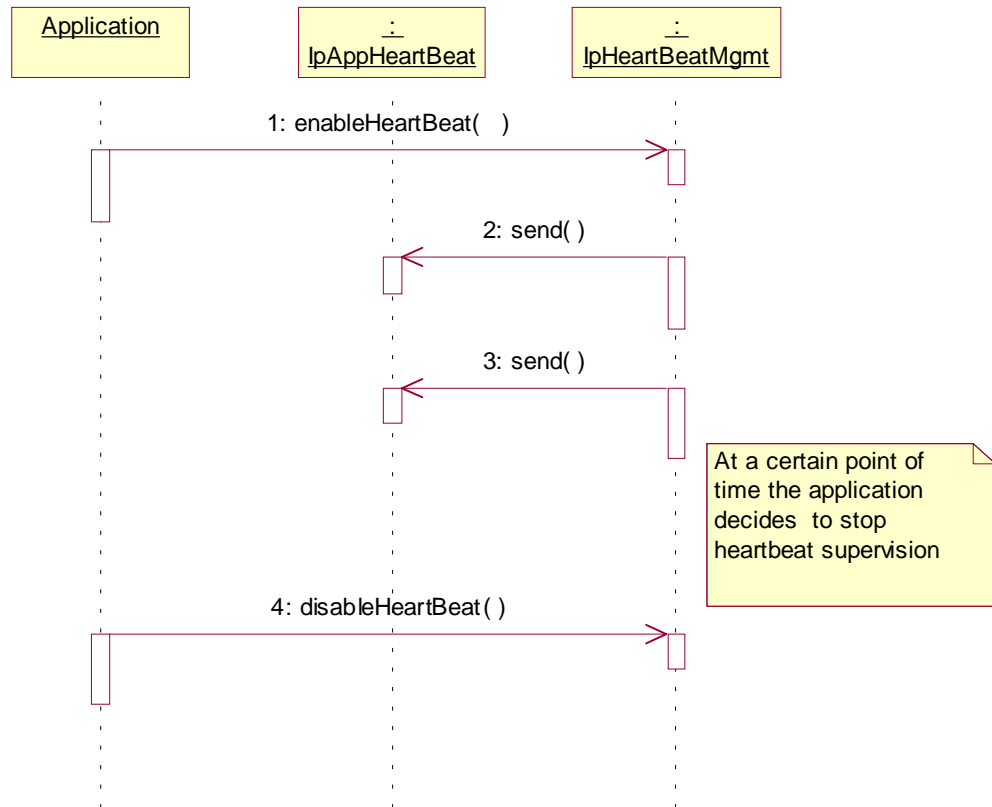 Application
:
IpAppHeartBeat
:
IpHeartBeatMgmt
1: enableHeartBeat( )
2: send( )
3: send( )
At a certain point of
time the application
decides to stop
heartbeat supervision
4: disableHeartBeat( )